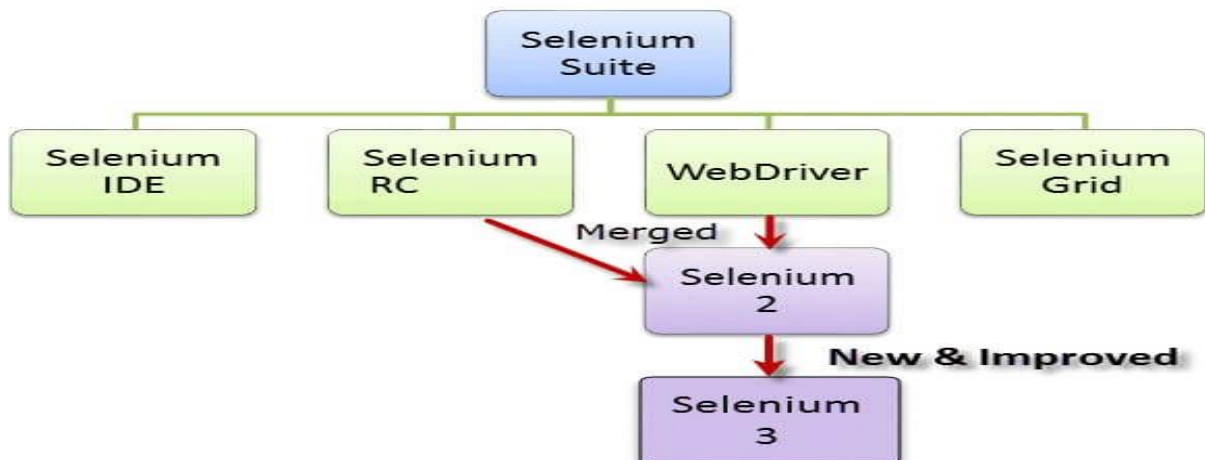 Selenium
Suite
Selenium
IDE
Selenium
RC
WebDriver
Selenium
Grid
Merged
Selenium
2
New & Improved
Selenium
3